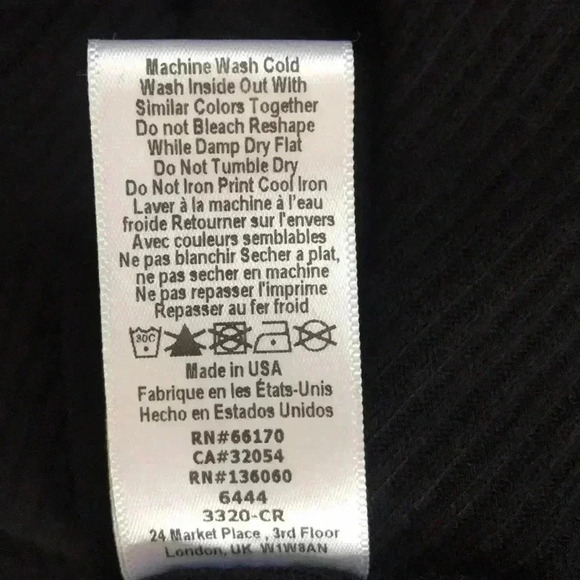 Machine Wash Cold
Wash Inside Out With
Similar Colors Together
Do not Bleach Reshape
While Damp Dry Flat
Do Not Tumble Dry
Do Not Iron Print Cool Iron
Laver à la machine à l'eau
froide Retourner sur l'envers
Avec couleurs semblables
Ne pas blanchir Secher a plat,
ne pas secher en machine
Ne pas repasser l'imprime
Repasser au fer froid
30C
Made in USA
Fabrique en les États-Unis
Hecho en Estados Unidos
RN#66170
CA#32054
RN#136060
6444
3320-CR
24 Market Place , 3rd Floor
London, UK W1W8AN